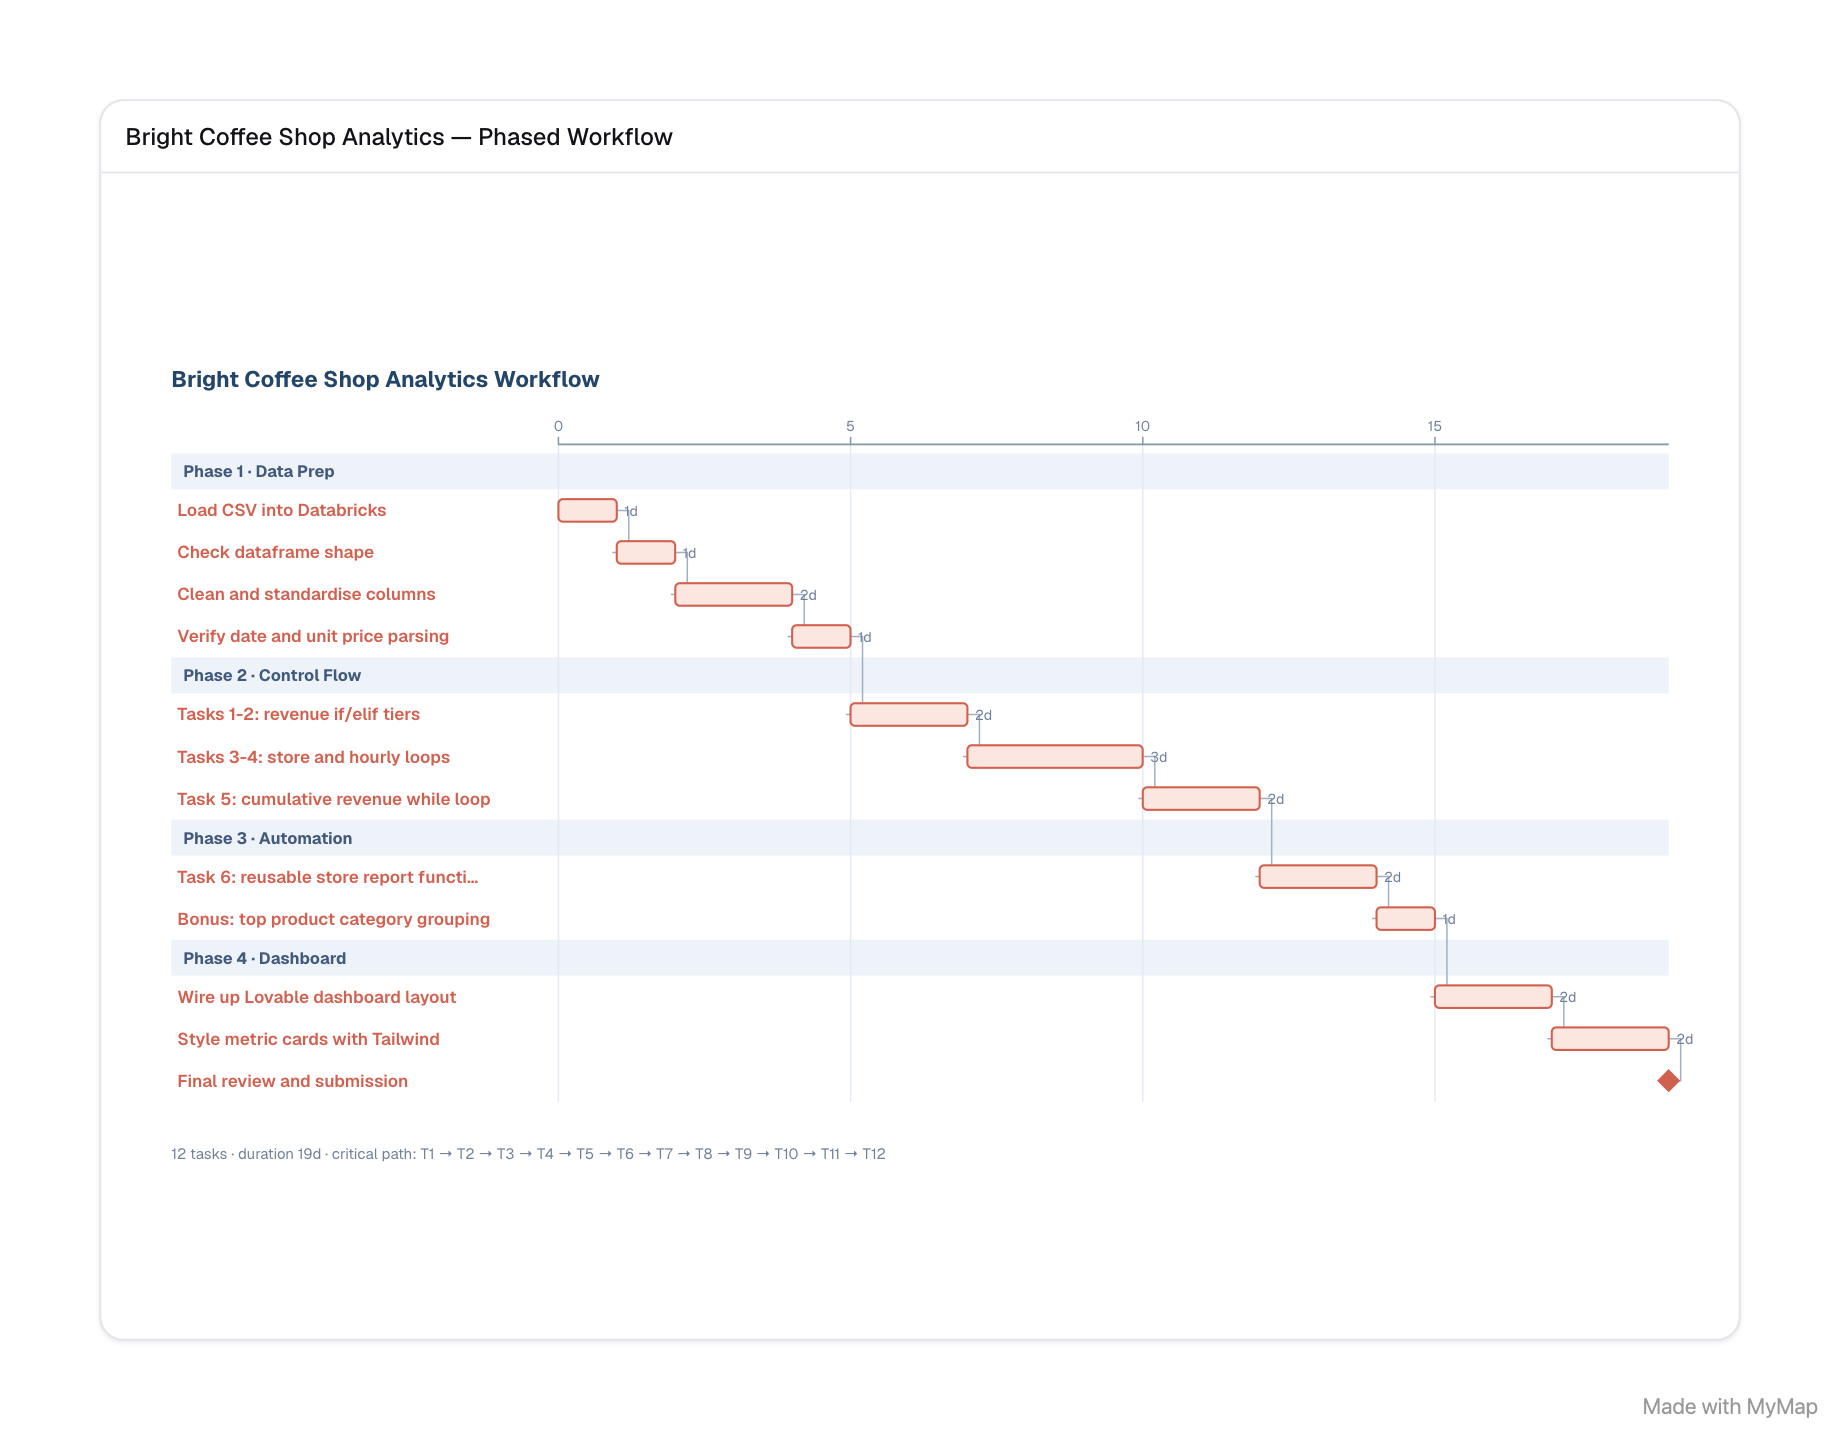 Bright Coffee Shop Analytics — Phased Workflow
Bright Coffee Shop Analytics Workflow
0 5 10 15
Phase 1 · Data Prep
Load CSV into Databricks 1d
Check dataframe shape 1d
Clean and standardise columns 2d
Verify date and unit price parsing 1d
Phase 2 · Control Flow
Tasks 1-2: revenue if/elif tiers 2d
Tasks 3-4: store and hourly loops 3d
Task 5: cumulative revenue while loop 2d
Phase 3 · Automation
Task 6: reusable store report functi... 2d
Bonus: top product category grouping 1d
Phase 4 · Dashboard
Wire up Lovable dashboard layout 2d
Style metric cards with Tailwind 2d
Final review and submission
12 tasks · duration 19d · critical path: T1 → T2 → T3 → T4 → T5 → T6 → T7 → T8 → T9 → T10 → T11 → T12
Made with MyMap